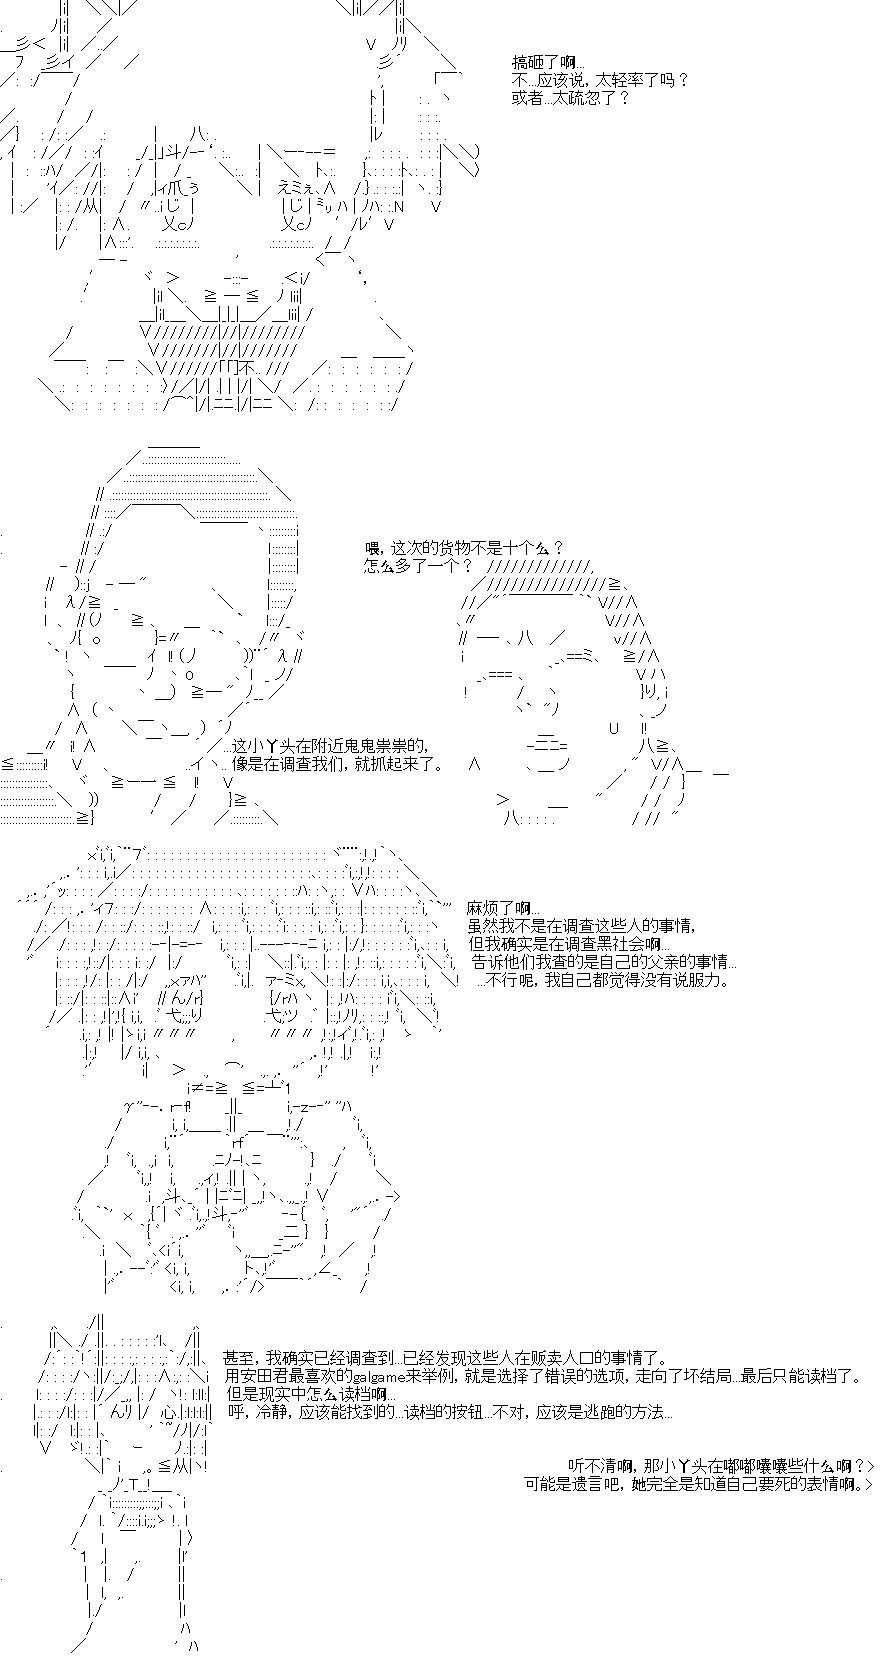 搞砸了啊...
不...应该说，太轻率了吗？
或者...太疏忽了？
喂，这次的货物不是十个么？
怎么多了一个？
...这小丫头在附近鬼鬼祟祟的，
像是在调查我们，就抓起来了。
麻烦了啊...
虽然我不是在调查这些人的事情，
但我确实是在调查黑社会啊...
告诉他们我查的是自己的父亲的事情...
...不行呢，我自己都觉得没有说服力。
甚至，我确实已经调查到...已经发现这些人在贩卖人口的事情了。
用安田君最喜欢的galgame来举例，就是选择了错误的选项，走向了坏结局...最后只能读档了。
但是现实中怎么读档啊...
呼，冷静，应该能找到的...读档的按钮...不对，应该是逃跑的方法...
听不清啊，那小丫头在嘟嘟囔囔些什么啊？>
可能是遗言吧，她完全是知道自己要死的表情啊。>